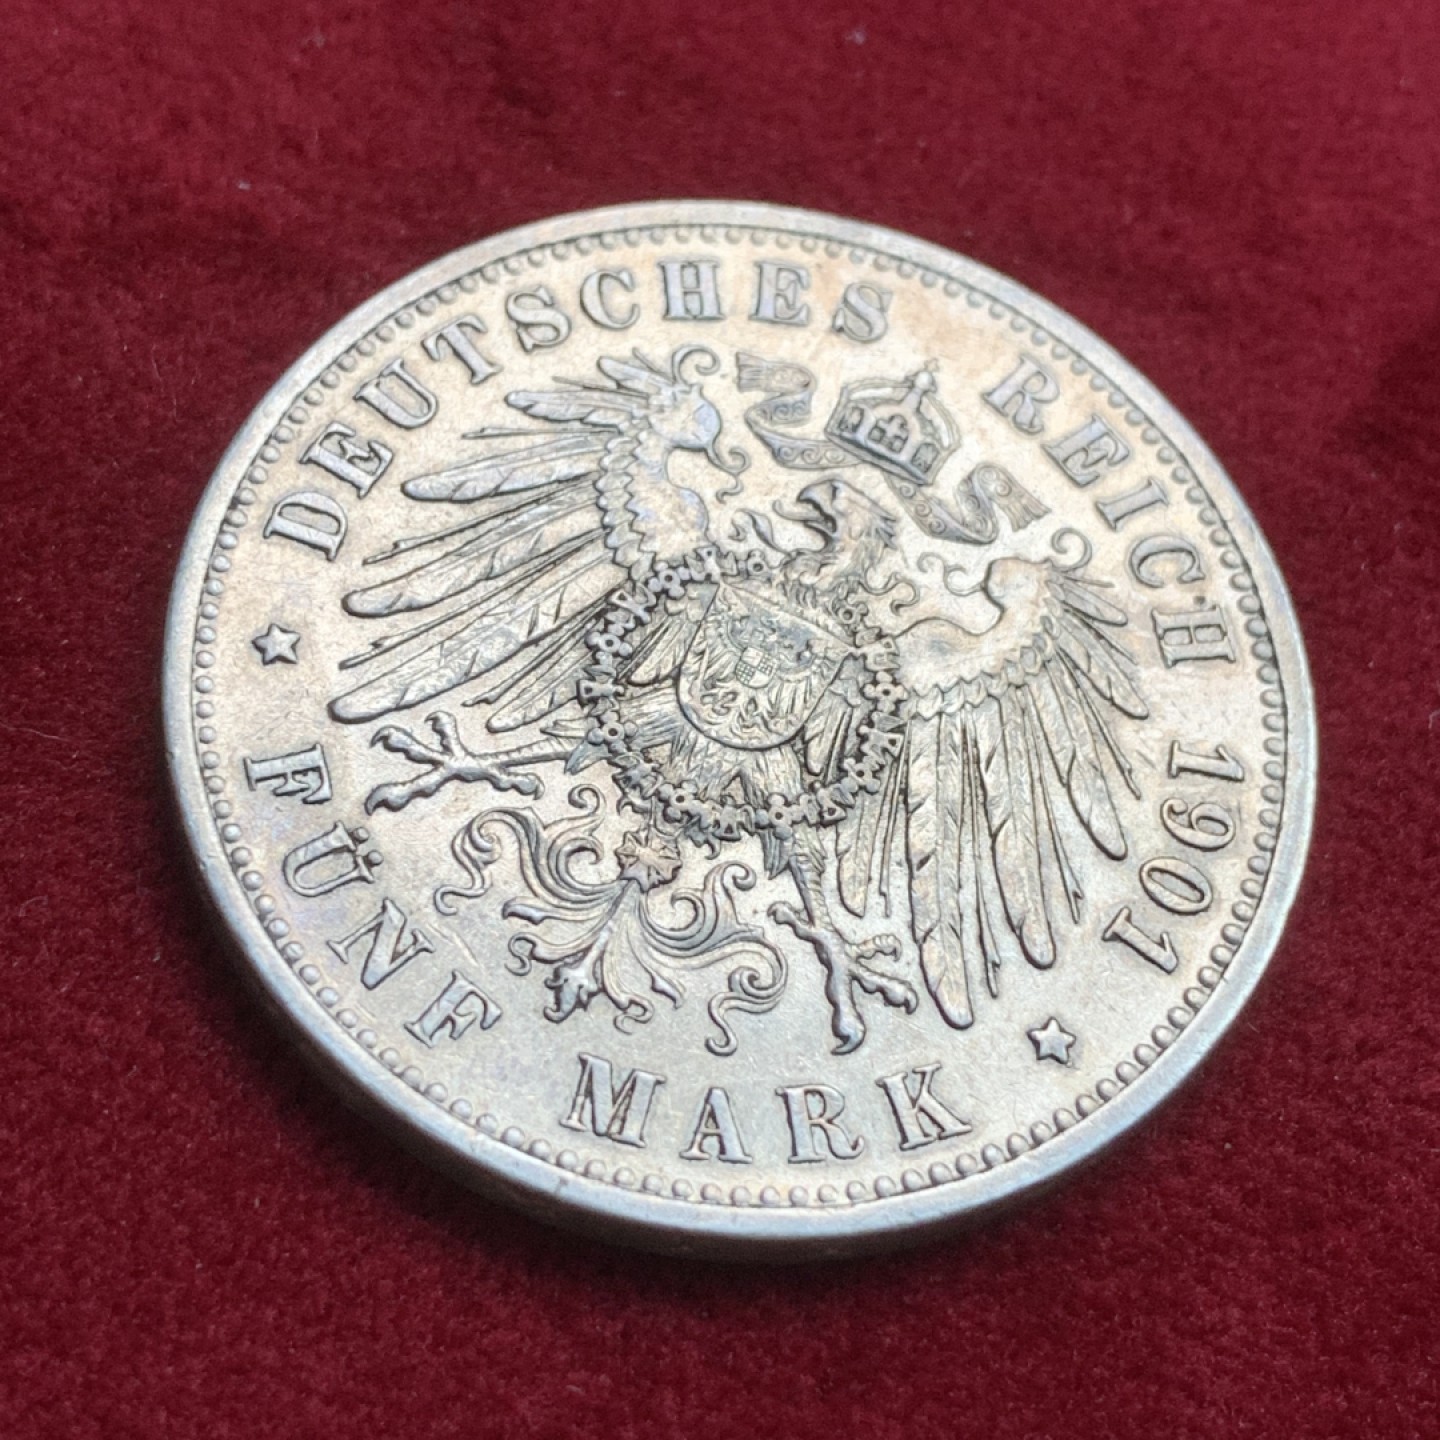 DEUTSCHES REICH 1901
FÜNF MARK